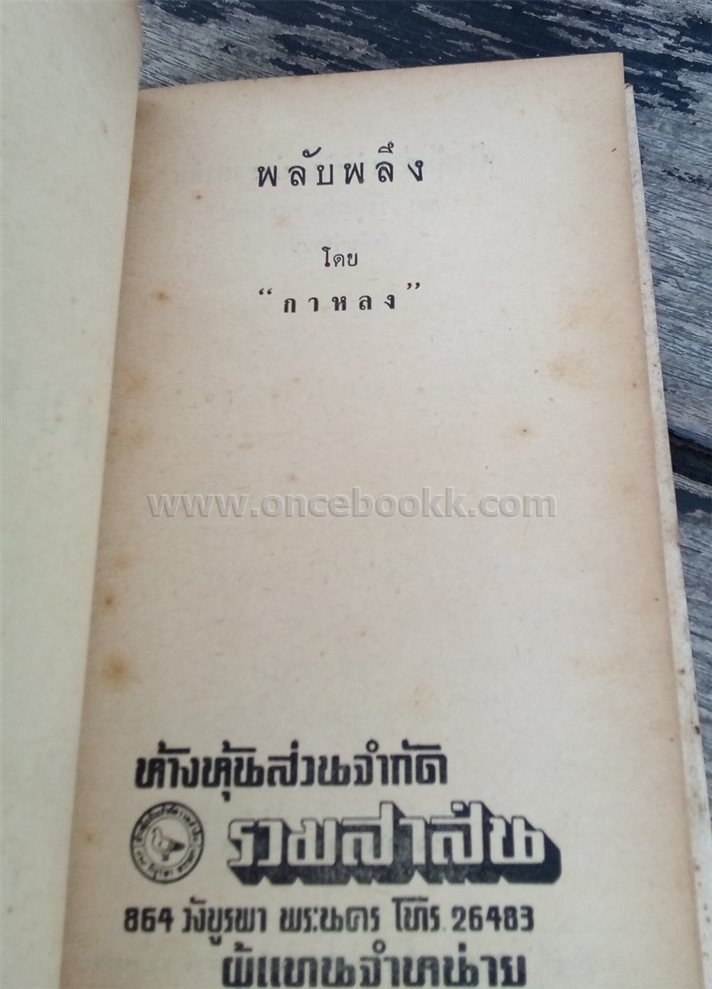 พลับพลึง
โดย
“กาหลง”
www.oncebookk.com
ห้างหุ้นส่วนจำกัด
รวมสาส์น
864 วังบูรพา พระนคร โทร. 26483
ผู้แทนจำหน่าย